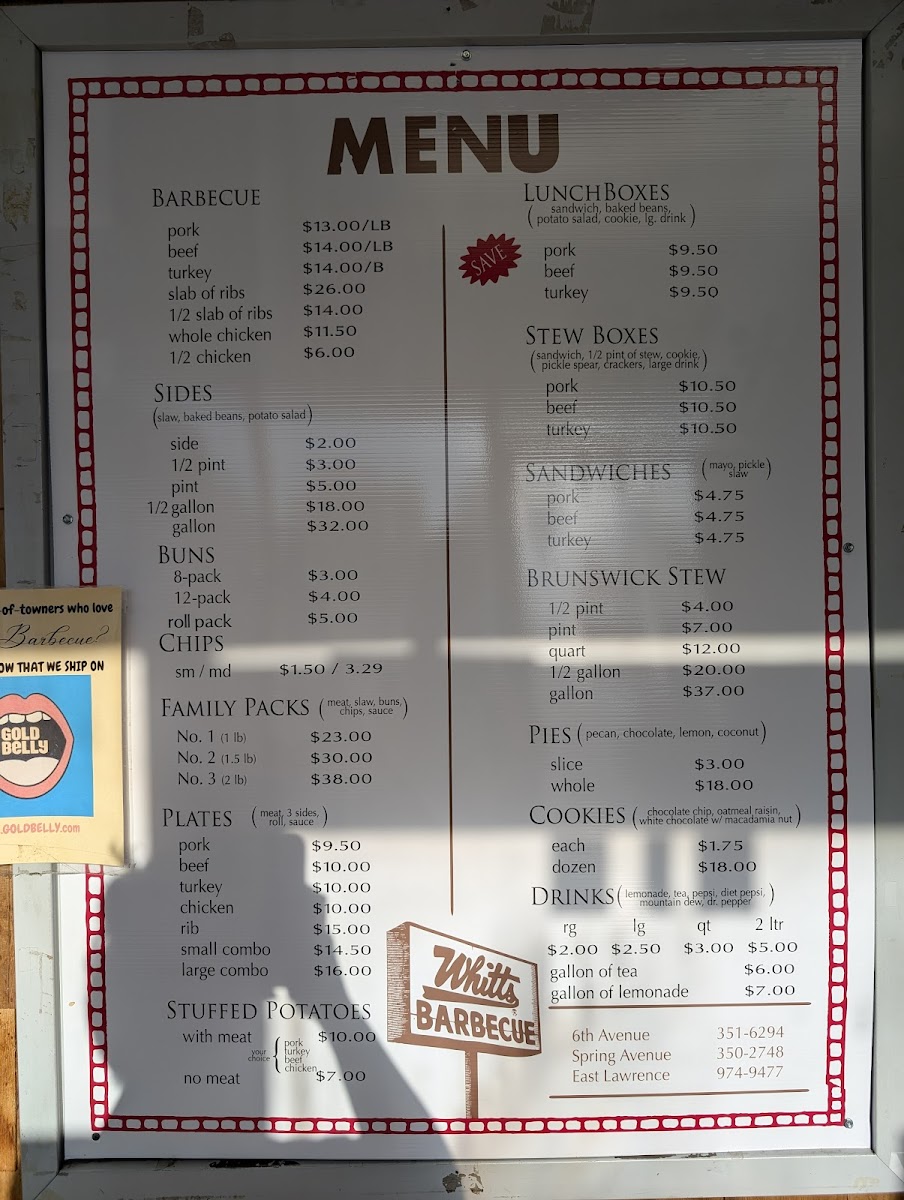 MENU
BARBECUE
pork $13.00/LB
beef $14.00/LB
turkey $14.00/B
slab of ribs $26.00
1/2 slab of ribs $14.00
whole chicken $11.50
1/2 chicken $6.00
SIDES
(slaw, baked beans, potato salad)
side $2.00
1/2 pint $3.00
pint $5.00
1/2 gallon $18.00
gallon $32.00
BUNS
8-pack $3.00
12-pack $4.00
roll pack $5.00
CHIPS
sm / md $1.50 / 3.29
FAMILY PACKS (meat, slaw, buns,
chips, sauce)
No. 1 (1 lb) $23.00
No. 2 (1.5 lb) $30.00
No. 3 (2 lb) $38.00
PLATES (meat, 3 sides,
roll, sauce)
pork $9.50
beef $10.00
turkey $10.00
chicken $10.00
rib $15.00
small combo $14.50
large combo $16.00
STUFFED POTATOES
with meat $10.00
your
choice
pork
turkey
beef
chicken
no meat $7.00
LUNCHBOXES
(sandwich, baked beans,
potato salad, cookie, lg. drink)
SAVE
pork $9.50
beef $9.50
turkey $9.50
STEW BOXES
(sandwich, 1/2 pint of stew, cookie,
pickle spear, crackers, large drink)
pork $10.50
beef $10.50
turkey $10.50
SANDWICHES (mayo, pickle
slaw)
pork $4.75
beef $4.75
turkey $4.75
BRUNSWICK STEW
1/2 pint $4.00
pint $7.00
quart $12.00
1/2 gallon $20.00
gallon $37.00
PIES (pecan, chocolate, lemon, coconut)
slice $3.00
whole $18.00
COOKIES (chocolate chip, oatmeal raisin,
white chocolate w/ macadamia nut)
each $1.75
dozen $18.00
DRINKS (lemonade, tea, pepsi, diet pepsi,
mountain dew, dr. pepper)
rg lg qt 2 ltr
$2.00 $2.50 $3.00 $5.00
gallon of tea $6.00
gallon of lemonade $7.00
6th Avenue 351-6294
Spring Avenue 350-2748
East Lawrence 974-9477
Whitts
BARBECUE
-of-towners who love
Barbecue?
OW THAT WE SHIP ON
GOLD
BELLY
.GOLDBELLY.com